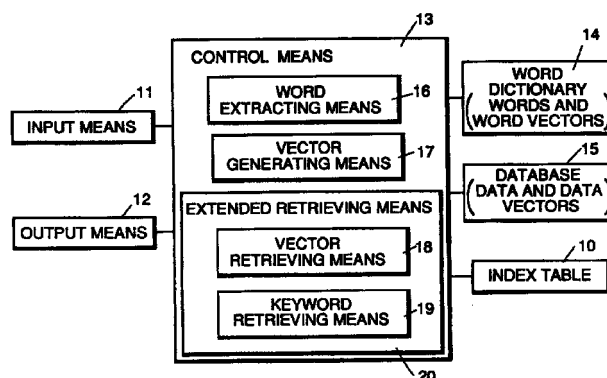 13
CONTROL MEANS
WORD
EXTRACTING MEANS
16
VECTOR
GENERATING MEANS
17
EXTENDED RETRIEVING MEANS
VECTOR
RETRIEVING MEANS
18
KEYWORD
RETRIEVING MEANS
19
20
11
INPUT MEANS
12
OUTPUT MEANS
14
WORD
DICTIONARY
(WORDS AND
WORD VECTORS)
15
(DATABASE
DATA AND DATA
VECTORS)
10
INDEX TABLE